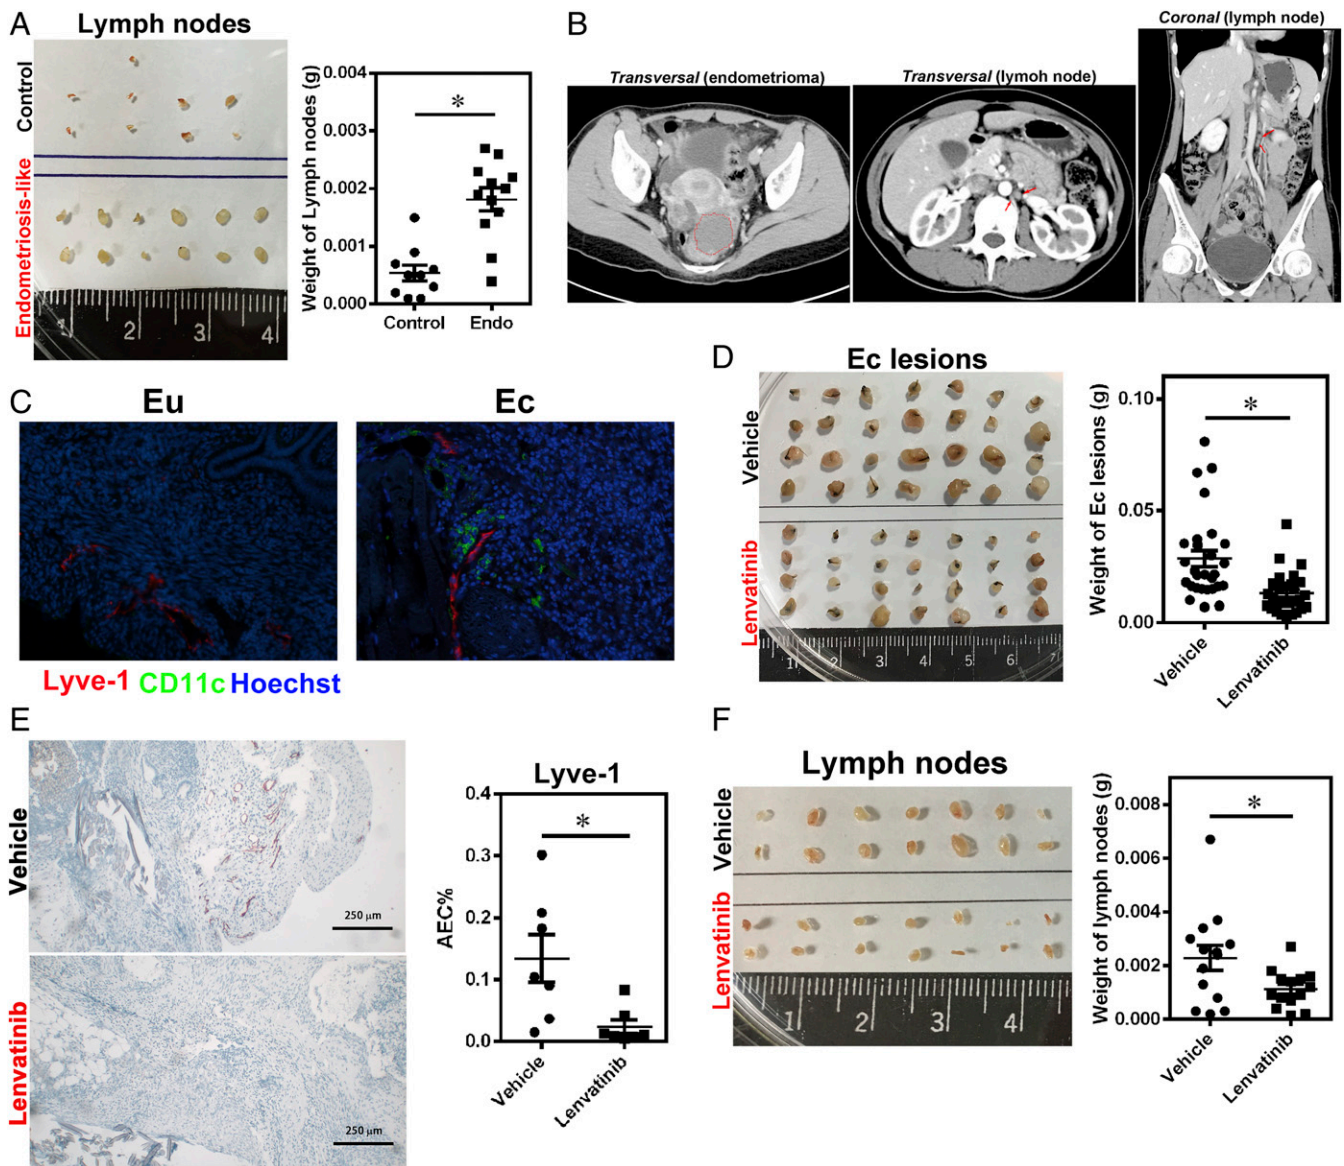 A
Lymph nodes
Control
Endometriosis-like
1 2 3 4
Weight of Lymph nodes (g)
0.004
0.003
0.002
0.001
0.000
*
Control Endo
B
Transversal (endometrioma)
Transversal (lymoh node)
Coronal (lymph node)
C
Eu
Ec
Lyve-1 CD11c Hoechst
D
Ec lesions
Vehicle
Lenvatinib
1 2 3 4 5 6 7
Weight of Ec lesions (g)
0.10
0.05
0.00
*
Vehicle
Lenvatinib
E
Vehicle
250 μm
Lenvatinib
250 μm
Lyve-1
AEC%
0.4
0.3
0.2
0.1
0.0
*
Vehicle
Lenvatinib
F
Lymph nodes
Vehicle
Lenvatinib
1 2 3 4
Weight of lymph nodes (g)
0.008
0.006
0.004
0.002
0.000
*
Vehicle
Lenvatinib